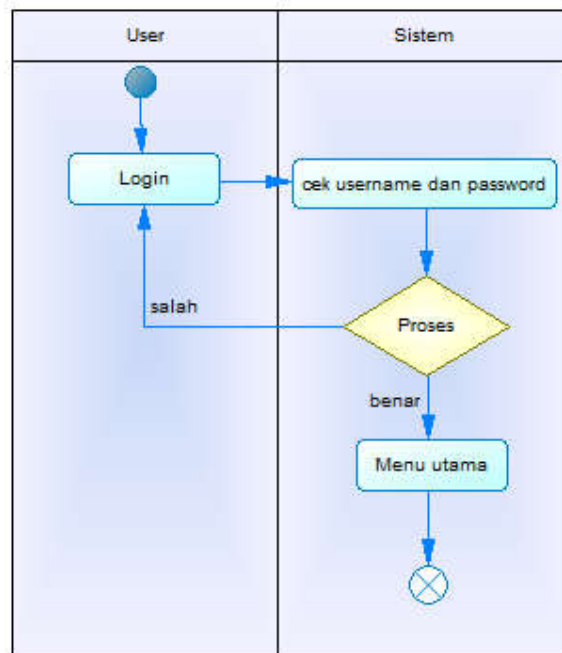 User
Sistem
Login
cek username dan password
salah
Proses
benar
Menu utama